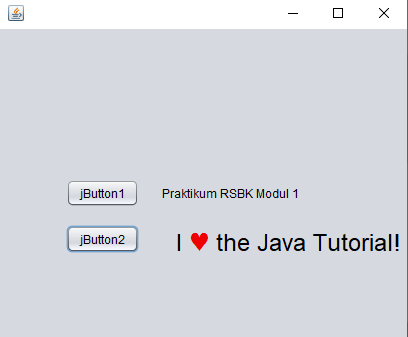 jButton1 Praktikum RSBK Modul 1
jButton2 I ♥ the Java Tutorial!